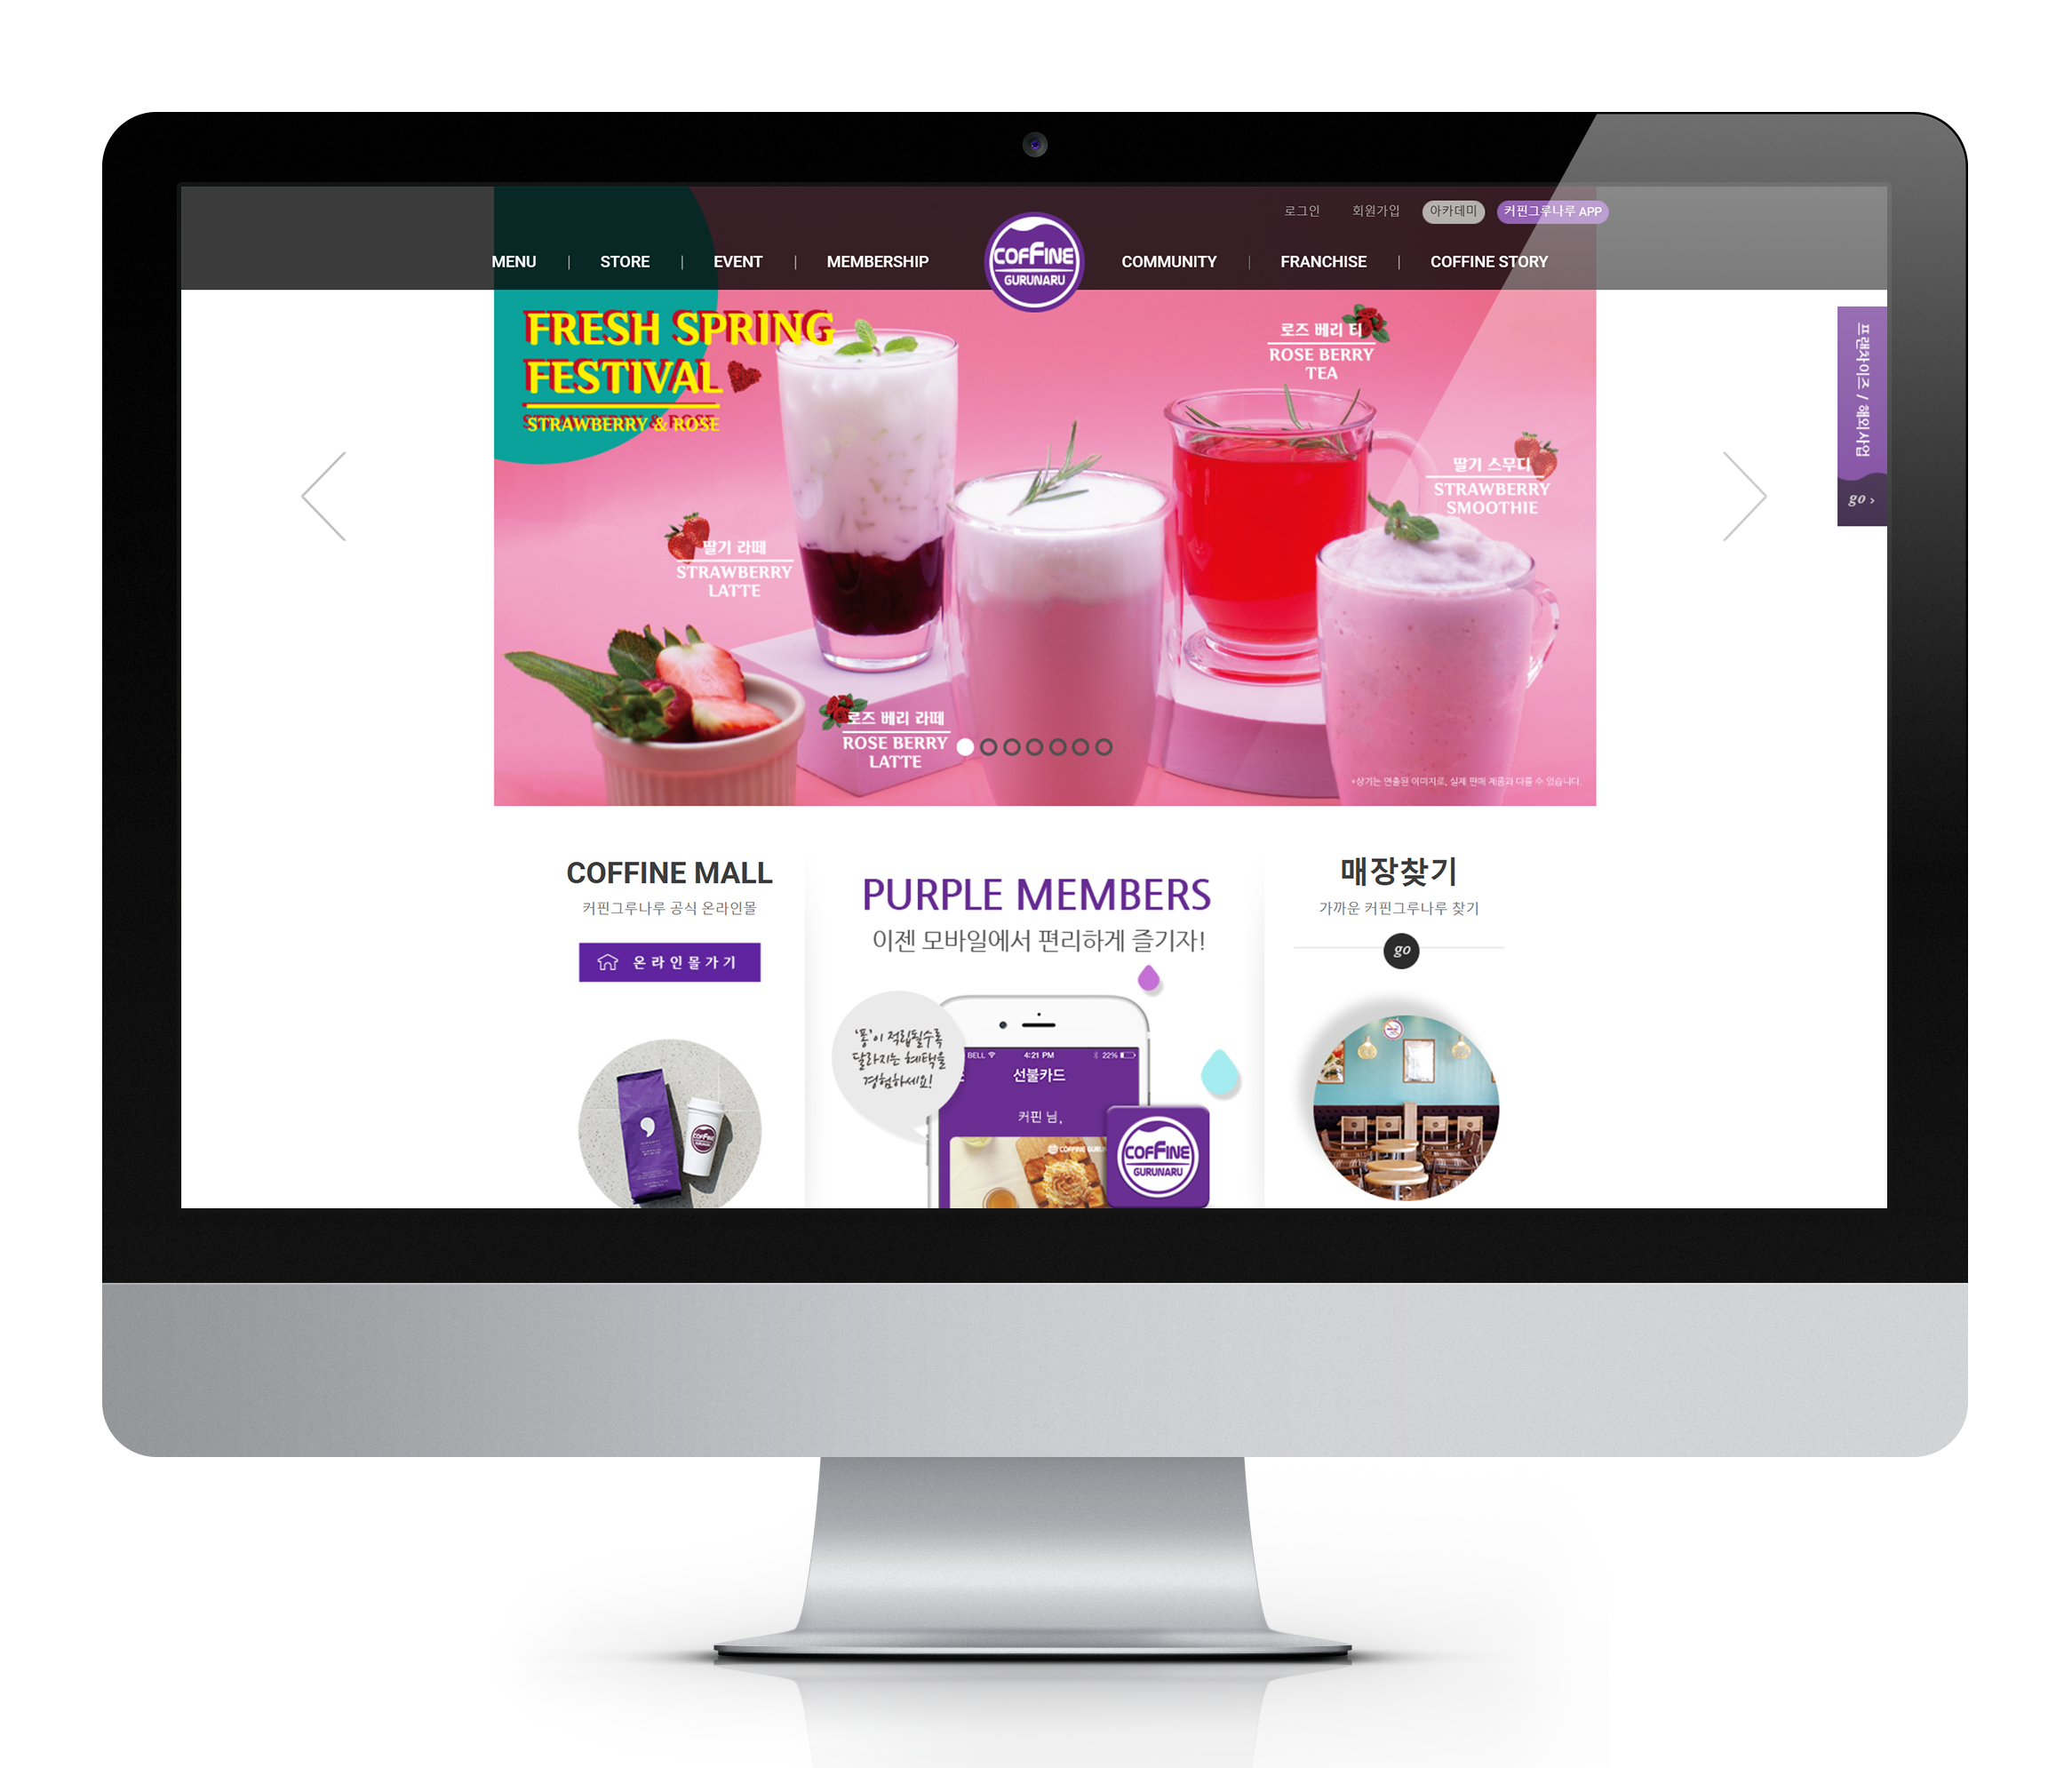 로그인 회원가입 아카데미 커핀그루나루 APP
MENU | STORE | EVENT | MEMBERSHIP
COFFINE
GURUNARU
COMMUNITY | FRANCHISE | COFFINE STORY
FRESH SPRING
FESTIVAL
STRAWBERRY & ROSE
로즈 베리 티
ROSE BERRY
TEA
딸기 스무디
STRAWBERRY
SMOOTHIE
딸기 라떼
STRAWBERRY
LATTE
로즈 베리 라떼
ROSE BERRY
LATTE
*상기는 연출된 이미지로, 실제 판매 제품과 다를 수 있습니다.
프랜차이즈 / 해외사업
go ›
COFFINE MALL
커핀그루나루 공식 온라인몰
온라인몰가기
COFFINE
PURPLE MEMBERS
이젠 모바일에서 편리하게 즐기자!
'퐁'이 적립될수록
달라지는 혜택을
경험하세요!
BELL 4:21 PM 22%
선불카드
커핀 님,
COFFINE
COFFINE
GURUNARU
매장찾기
가까운 커핀그루나루 찾기
go